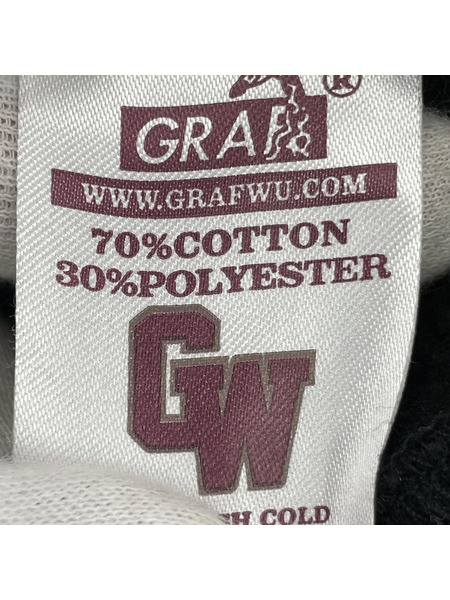 GRAF®
WWW.GRAFWU.COM
70%COTTON
30%POLYESTER
GW
COLD